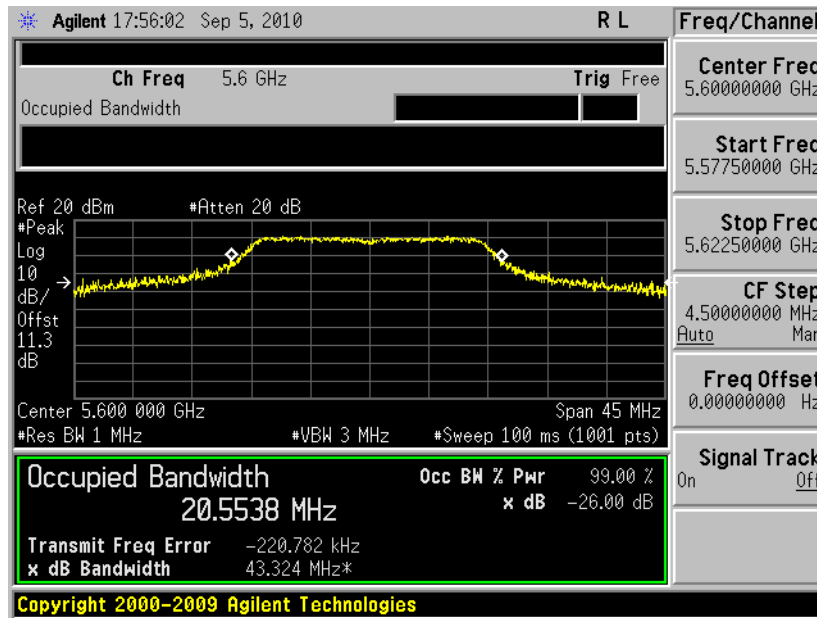 Agilent 17:56:02 Sep 5, 2010 R L
Ch Freq 5.6 GHz Trig Free
Occupied Bandwidth
Ref 20 dBm #Atten 20 dB
#Peak
Log
10
dB/
Offst
11.3
dB
Center 5.600 000 GHz Span 45 MHz
#Res BW 1 MHz #VBW 3 MHz #Sweep 100 ms (1001 pts)
Occupied Bandwidth Occ BW % Pwr 99.00 %
20.5538 MHz x dB -26.00 dB
Transmit Freq Error -220.782 kHz
x dB Bandwidth 43.324 MHz*
Copyright 2000-2009 Agilent Technologies
Freq/Channel
Center Freq
5.60000000 GHz
Start Freq
5.57750000 GHz
Stop Freq
5.62250000 GHz
CF Step
4.50000000 MHz
Auto Man
Freq Offset
0.00000000 Hz
Signal Track
On Off